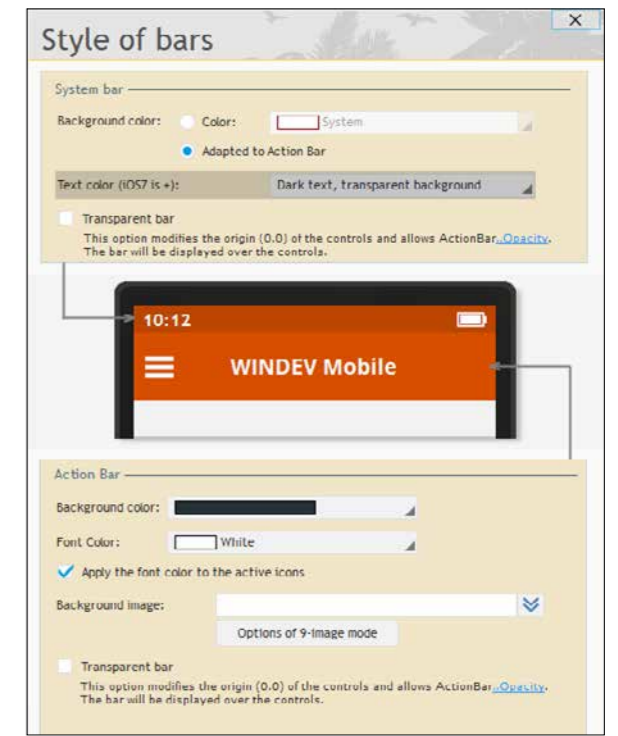 Style of bars
X
System bar
Background color: Color: System
Adapted to Action Bar
Text color (iOS7 is +): Dark text, transparent background
Transparent bar
This option modifies the origin (0.0) of the controls and allows ActionBar..Opacity.
The bar will be displayed over the controls.
10:12
WINDEV Mobile
Action Bar
Background color:
Font Color: White
Apply the font color to the active icons
Background image:
Options of 9-image mode
Transparent bar
This option modifies the origin (0.0) of the controls and allows ActionBar..Opacity.
The bar will be displayed over the controls.